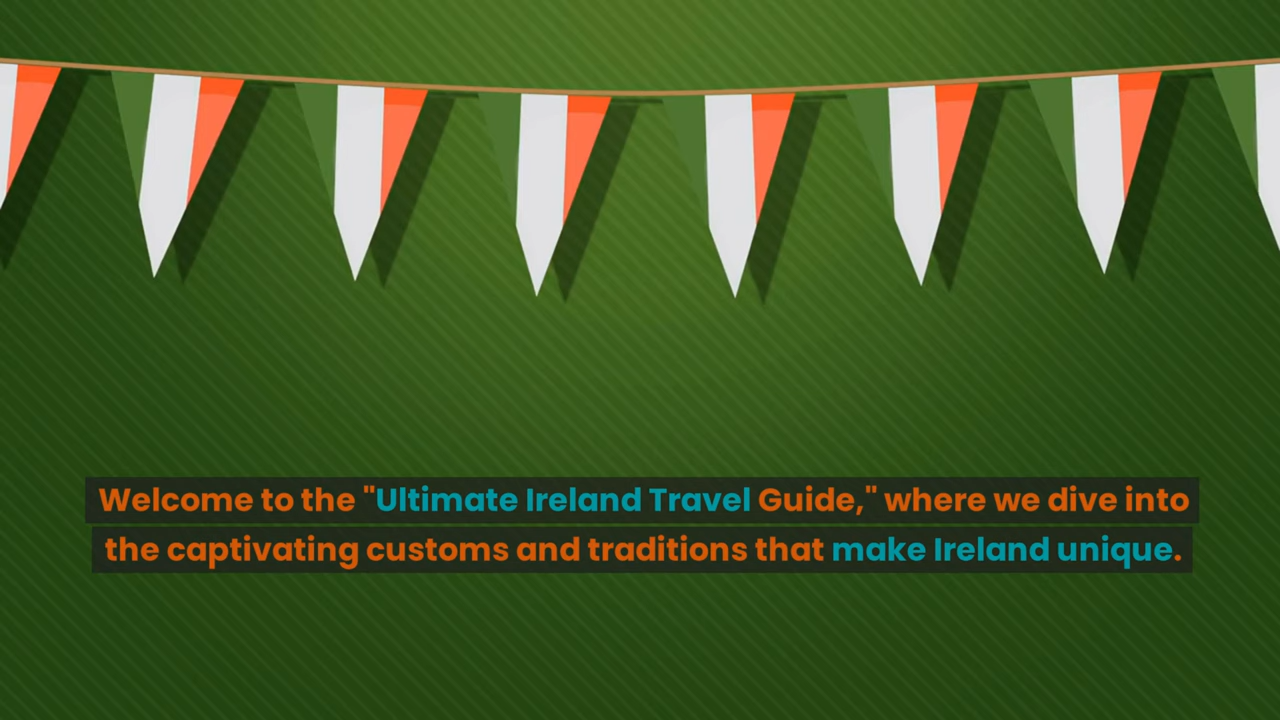 Welcome to the "Ultimate Ireland Travel Guide," where we dive into
the captivating customs and traditions that make Ireland unique.